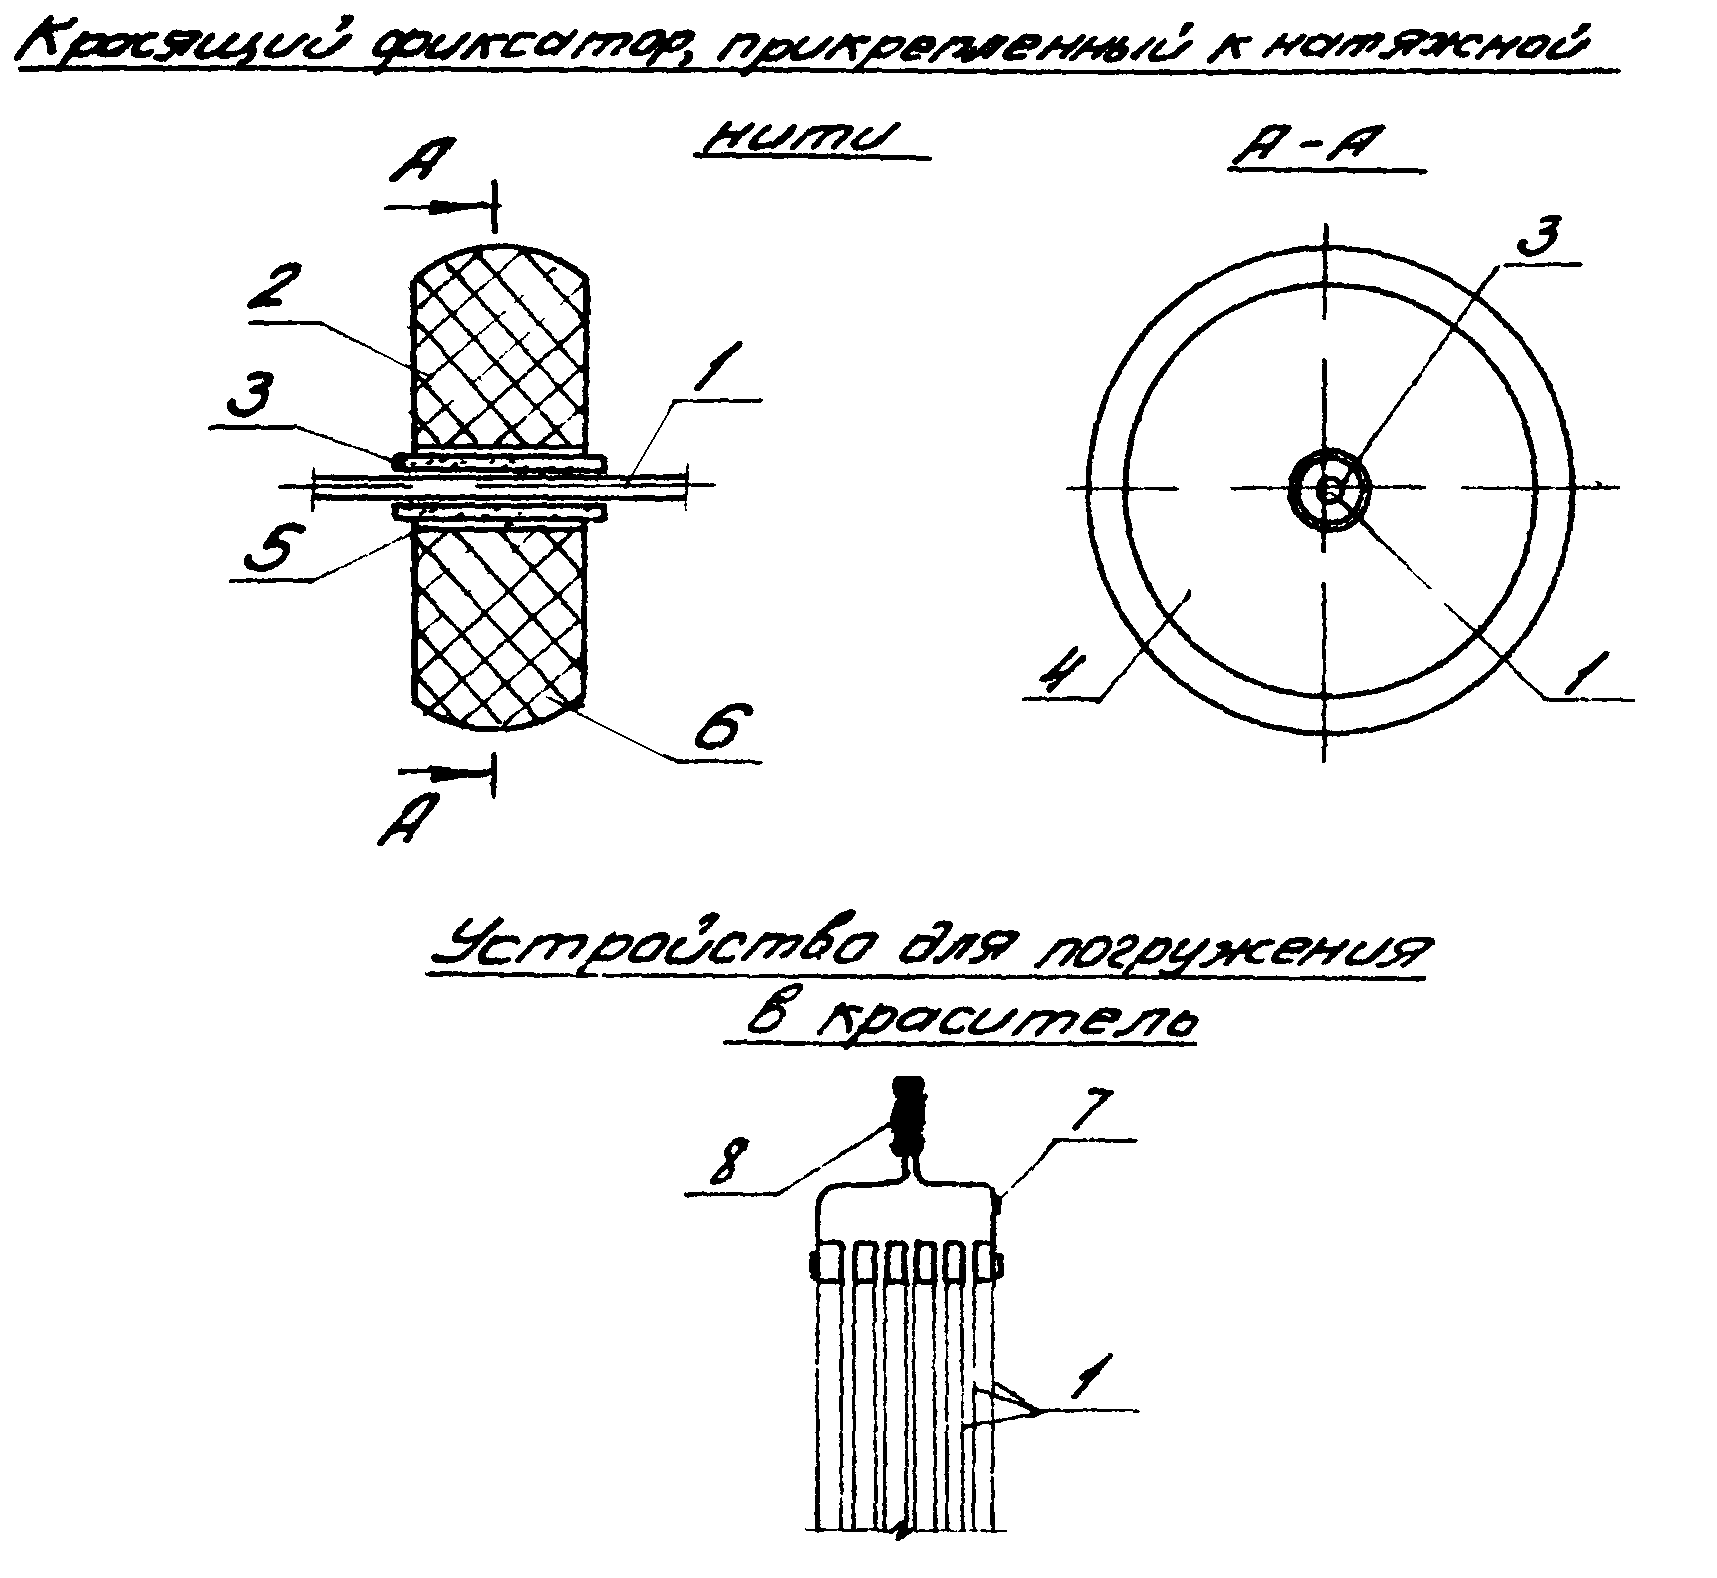 Красящий фиксатор, прикрепленный к натяжной
нити
А-А
А
3
2
1
3
5
4
1
6
А
Устройство для погружения
в краситель
7
8
1